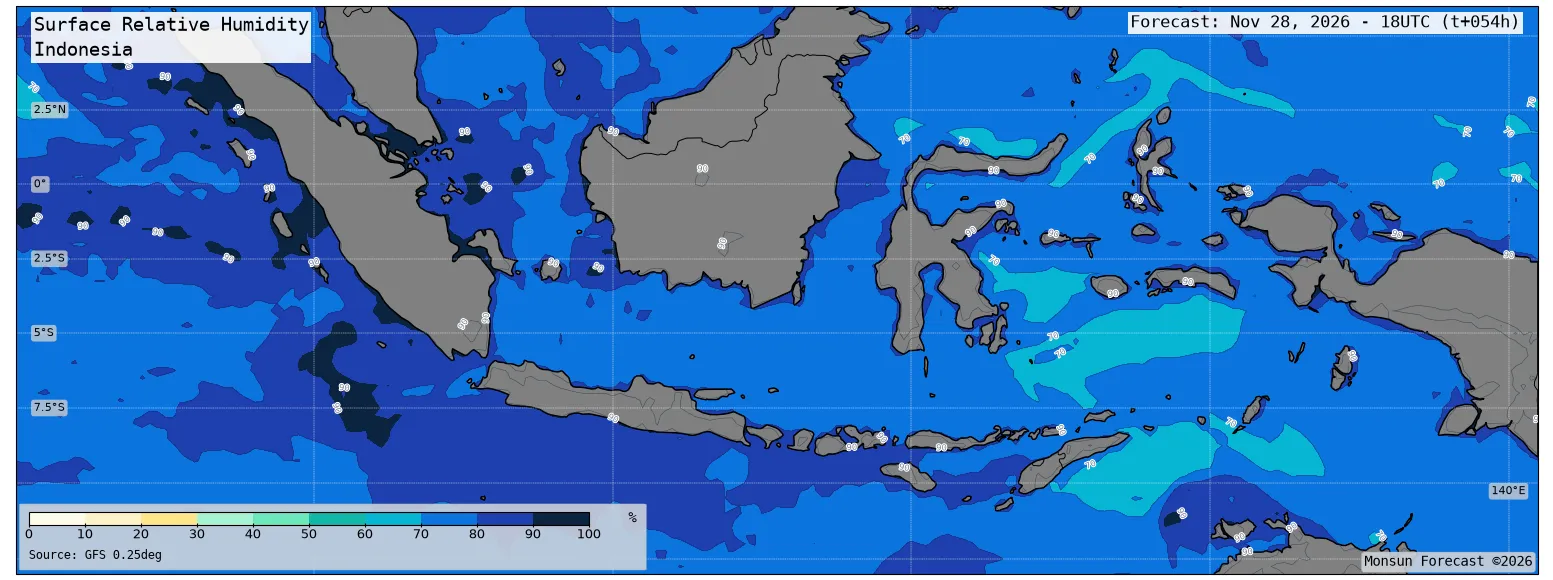 Surface Relative Humidity
Indonesia
Forecast: Nov 28, 2026 - 18UTC (t+054h)
2.5°N
0°
2.5°S
5°S
7.5°S
140°E
%
0 10 20 30 40 50 60 70 80 90 100
Source: GFS 0.25deg
Monsun Forecast ©2026